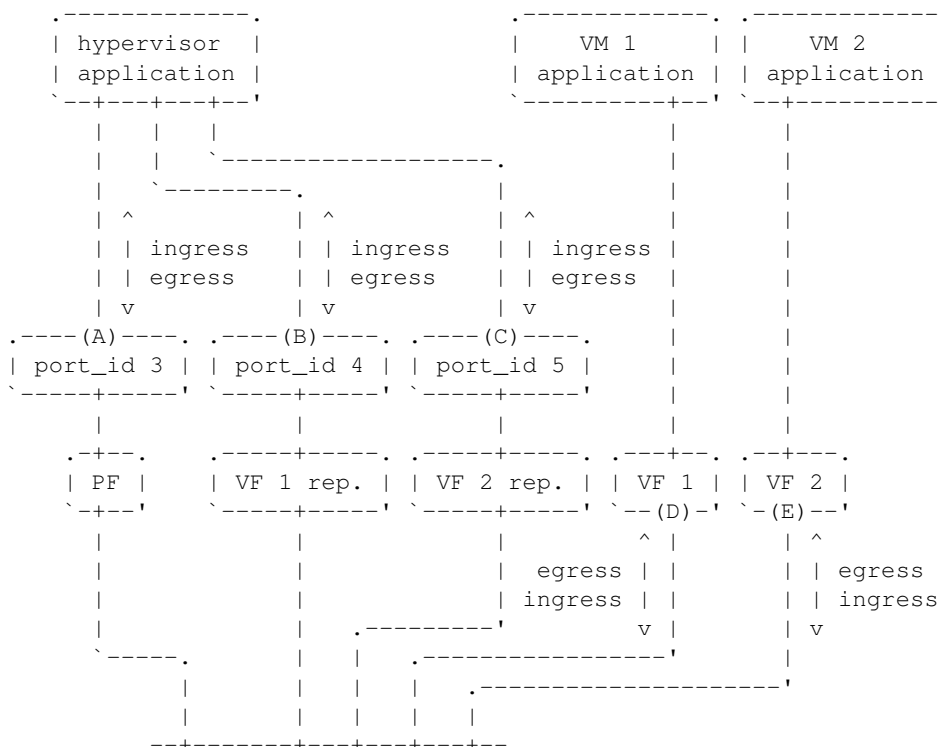 hypervisor VM 1 VM 2
application application application
ingress ingress ingress
egress egress egress
(A) (B) (C)
port_id 3 port_id 4 port_id 5
PF VF 1 rep. VF 2 rep. VF 1 VF 2
(D) (E)
egress egress
ingress ingress